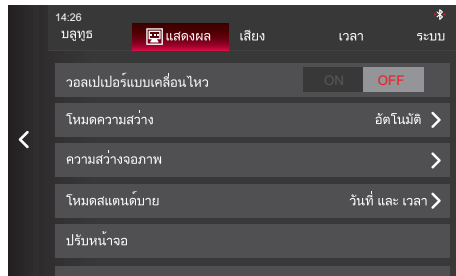 14:26
บลูทูธ แสดงผล เสียง เวลา ระบบ
วอลเปเปอร์แบบเคลื่อนไหว ON OFF
โหมดความสว่าง อัตโนมัติ
ความสว่างจอภาพ
โหมดสแตนด์บาย วันที่ และ เวลา
ปรับหน้าจอ